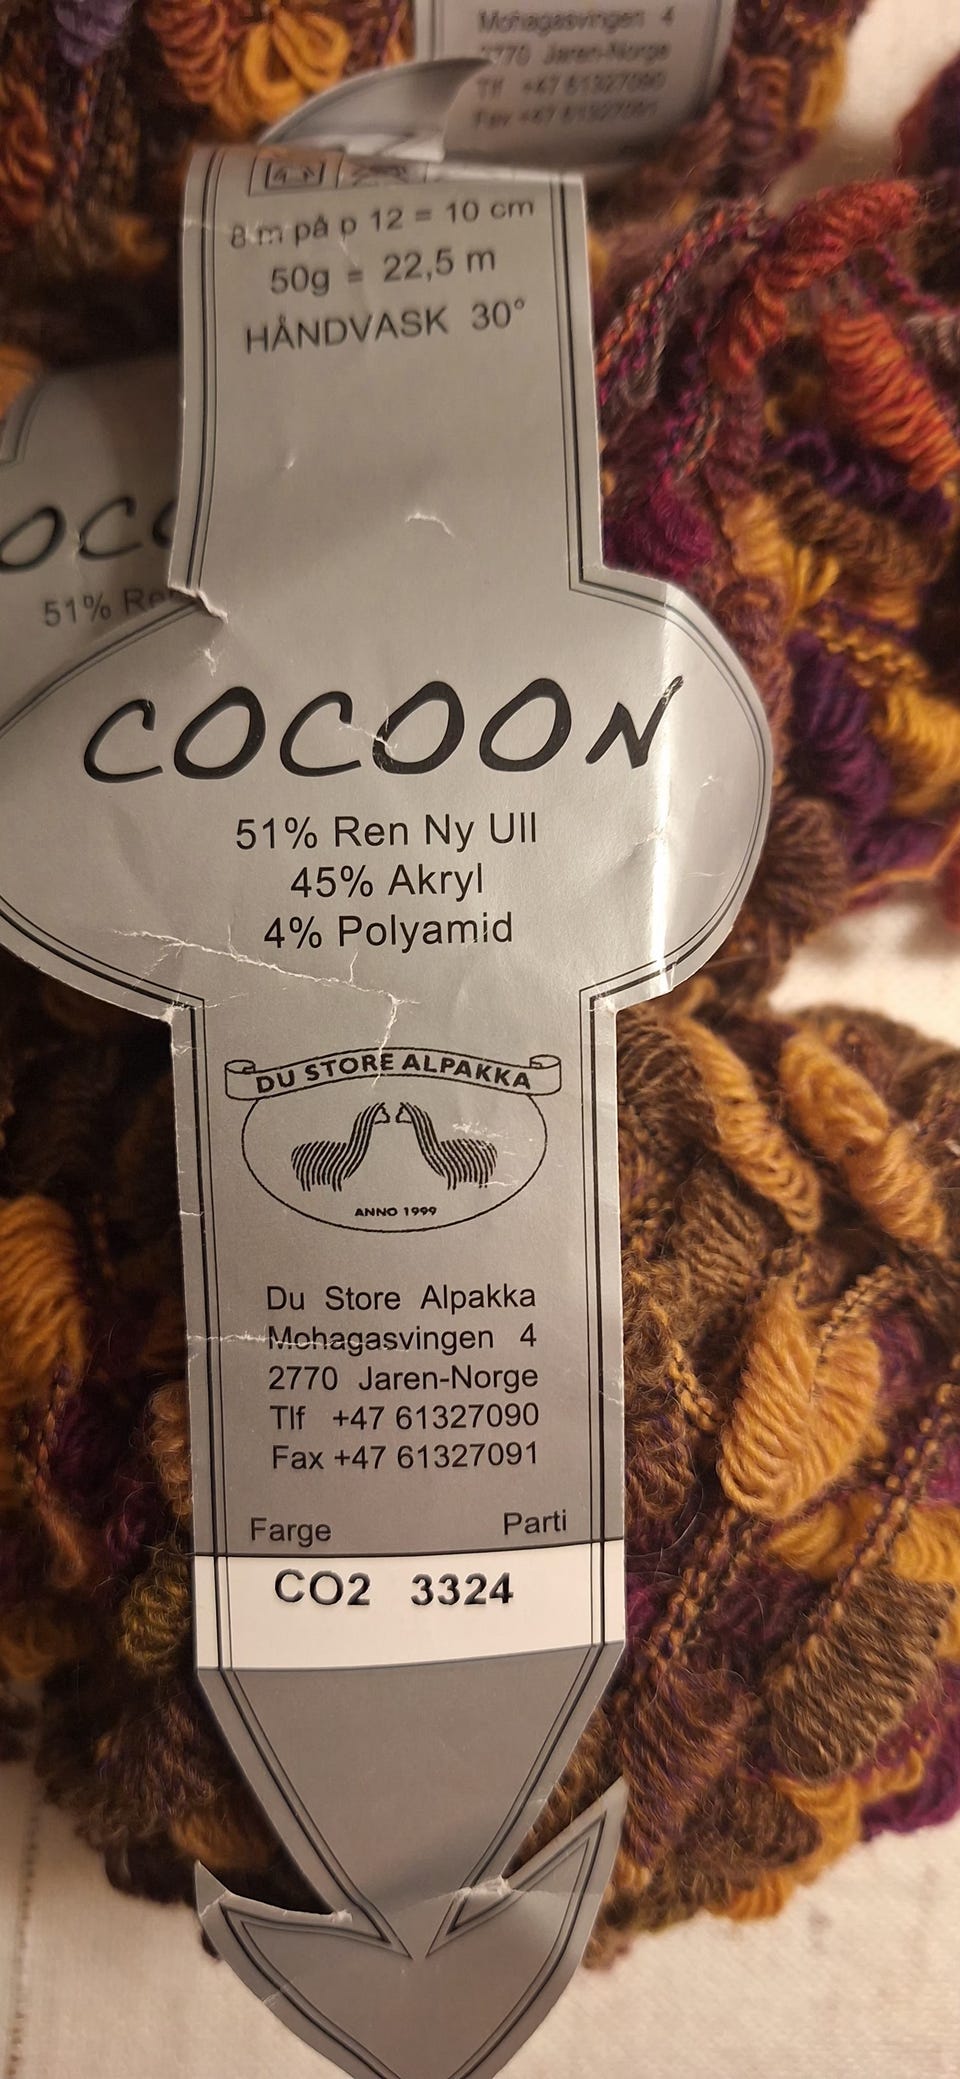 Mohagasvingen 4
2770 Jaren-Norge
Tlf +47 61327090
Fax +47 61327091
8 m på p 12 = 10 cm
50g = 22,5 m
HÅNDVASK 30°
51% Ren
COCOON
51% Ren Ny Ull
45% Akryl
4% Polyamid
DU STORE ALPAKKA
ANNO 1999
Du Store Alpakka
Mohagasvingen 4
2770 Jaren-Norge
Tlf +47 61327090
Fax +47 61327091
Farge Parti
CO2 3324